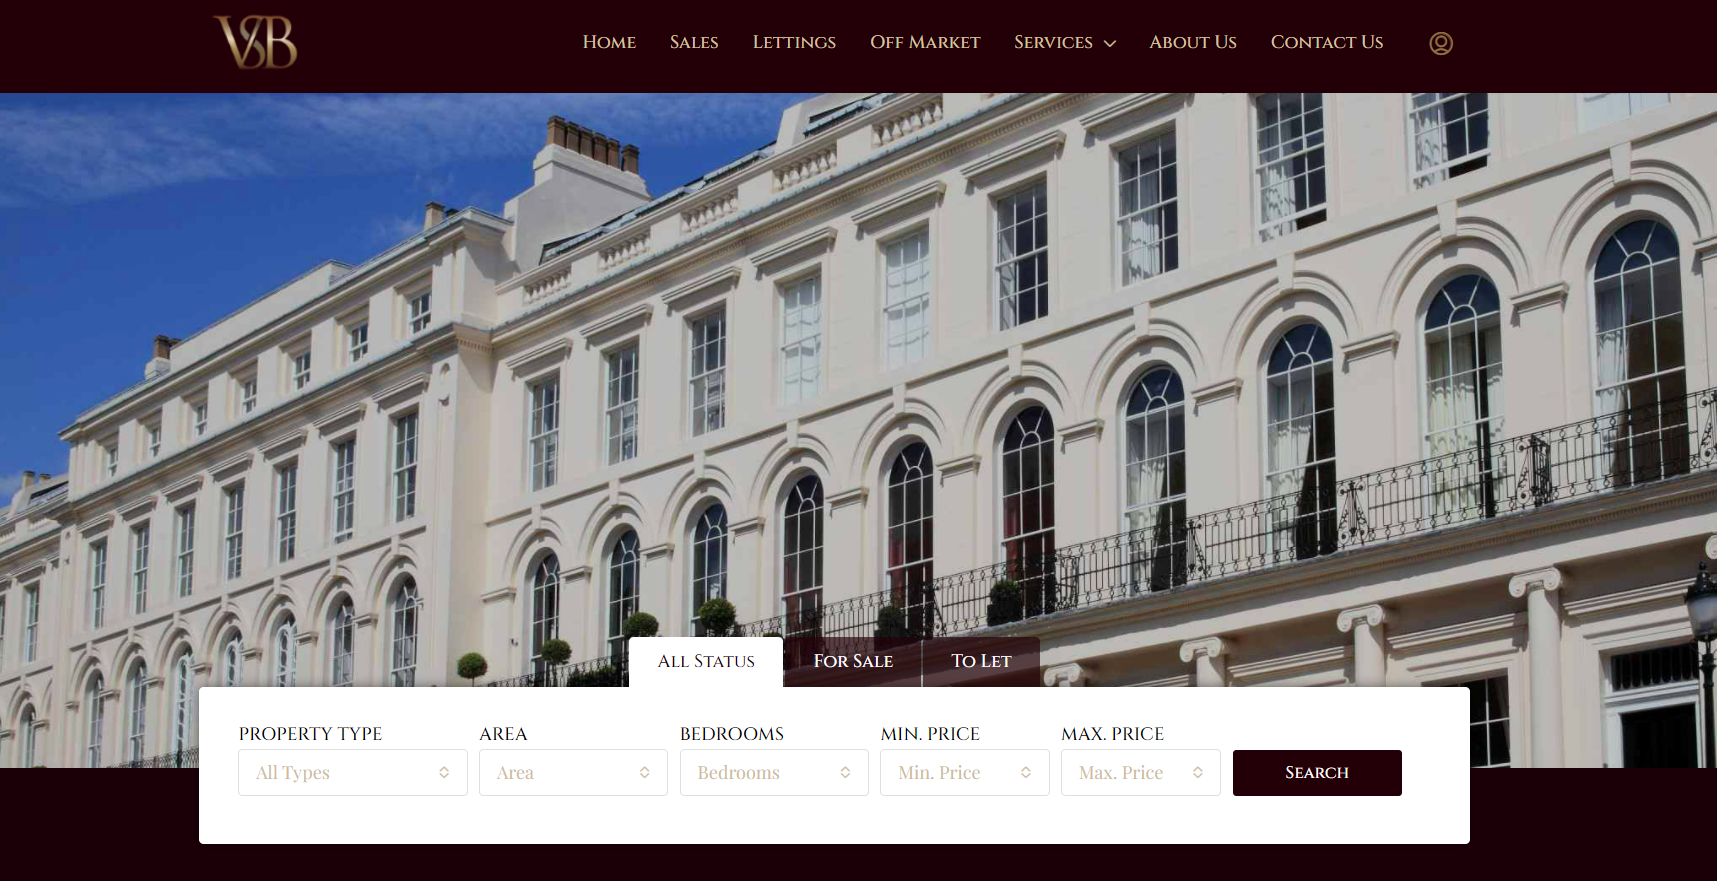 VSB
Home Sales Lettings Off Market Services About Us Contact Us
All Status For Sale To Let
PROPERTY TYPE AREA BEDROOMS MIN. PRICE MAX. PRICE
All Types Area Bedrooms Min. Price Max. Price Search